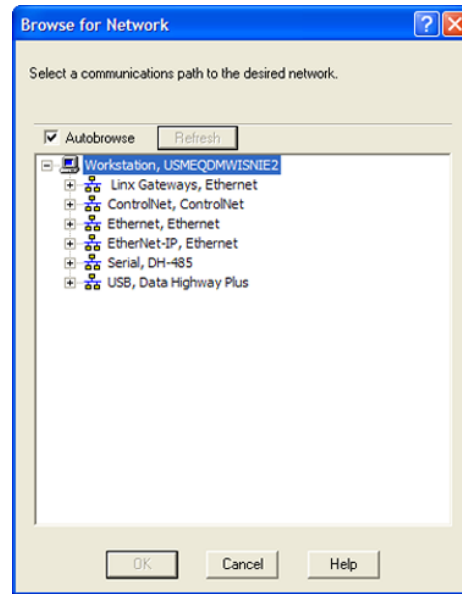 Browse for Network
Select a communications path to the desired network.
Autobrowse Refresh
Workstation, USMEQDMWISNIE2
Linx Gateways, Ethernet
ControlNet, ControlNet
Ethernet, Ethernet
EtherNet-IP, Ethernet
Serial, DH-485
USB, Data Highway Plus
OK Cancel Help